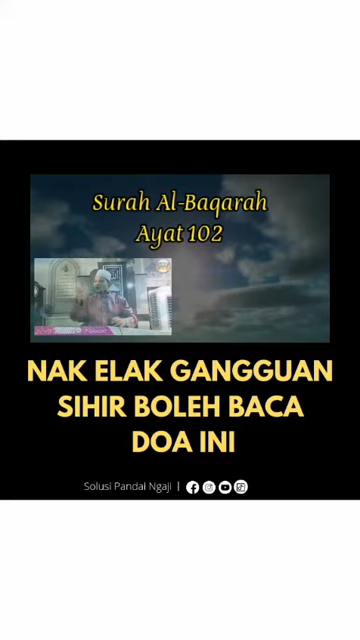 Surah Al-Baqarah
Ayat 102
NAK ELAK GANGGUAN
SIHIR BOLEH BACA
DOA INI
Solusi Pandai Ngaji |